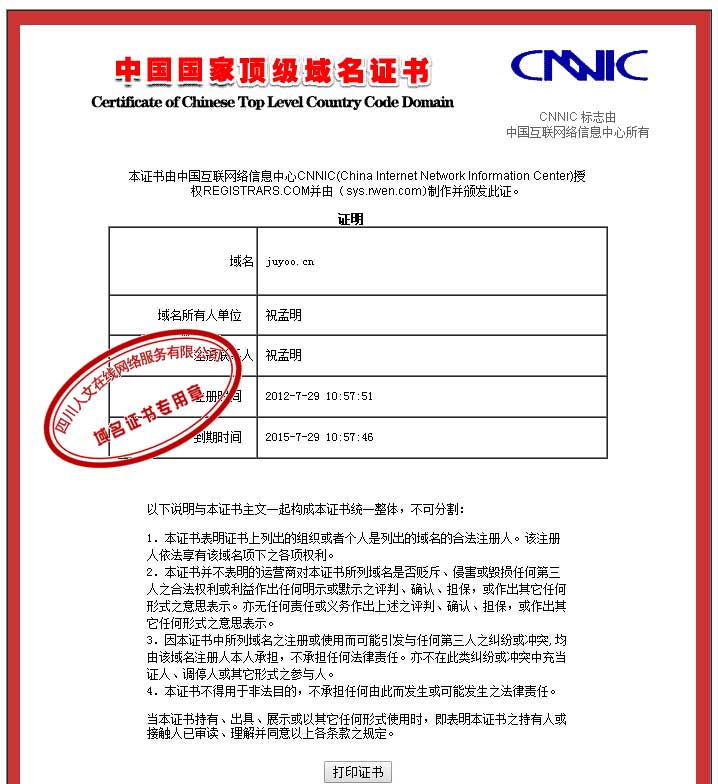 中国国家顶级域名证书
Certificate of Chinese Top Level Country Code Domain
CNNIC
CNNIC 标志由
中国互联网络信息中心所有
本证书由中国互联网络信息中心CNNIC(China Internet Network Information Center)授
权REGISTRARS.COM并由（ sys.rwen.com)制作并颁发此证。
证明
域名 juyoo.cn
域名所有人单位 祝孟明
注册联系人 祝孟明
注册时间 2012-7-29 10:57:51
到期时间 2015-7-29 10:57:46
四川人文在线网络服务有限公司
域名证书专用章
以下说明与本证书主文一起构成本证书统一整体，不可分割：
1．本证书表明证书上列出的组织或者个人是列出的域名的合法注册人。该注册
人依法享有该域名项下之各项权利。
2．本证书并不表明的运营商对本证书所列域名是否贬斥、侵害或毁损任何第三
人之合法权利或利益作出任何明示或默示之评判、确认、担保，或作出其它任何
形式之意思表示。亦无任何责任或义务作出上述之评判、确认、担保，或作出其
它任何形式之意思表示。
3．因本证书中所列域名之注册或使用而可能引发与任何第三人之纠纷或冲突,均
由该域名注册人本人承担，不承担任何法律责任。亦不在此类纠纷或冲突中充当
证人、调停人或其它形式之参与人。
4．本证书不得用于非法目的，不承担任何由此而发生或可能发生之法律责任。
当本证书持有、出具、展示或以其它任何形式使用时，即表明本证书之持有人或
接触人已审读、理解并同意以上各条款之规定。
打印证书